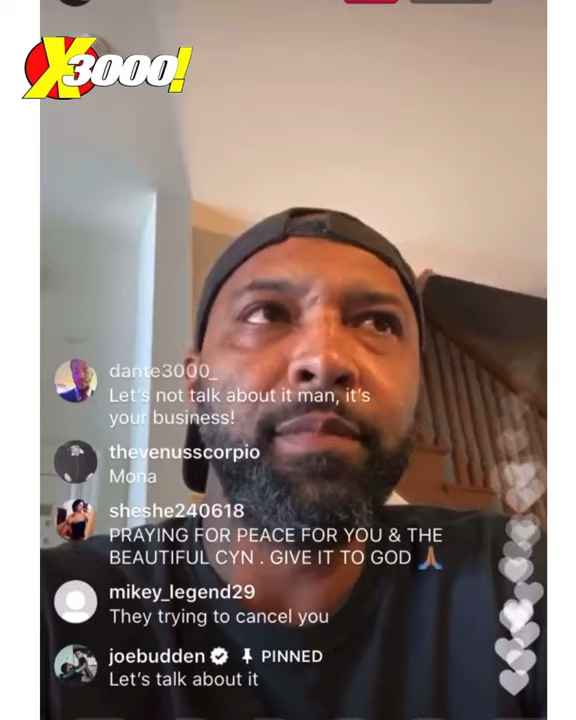 X3000!
dante3000_
Let's not talk about it man, it's
your business!
thevenusscorpio
Mona
sheshe240618
PRAYING FOR PEACE FOR YOU & THE
BEAUTIFUL CYN . GIVE IT TO GOD 🙏🏽
mikey_legend29
They trying to cancel you
joebudden PINNED
Let's talk about it